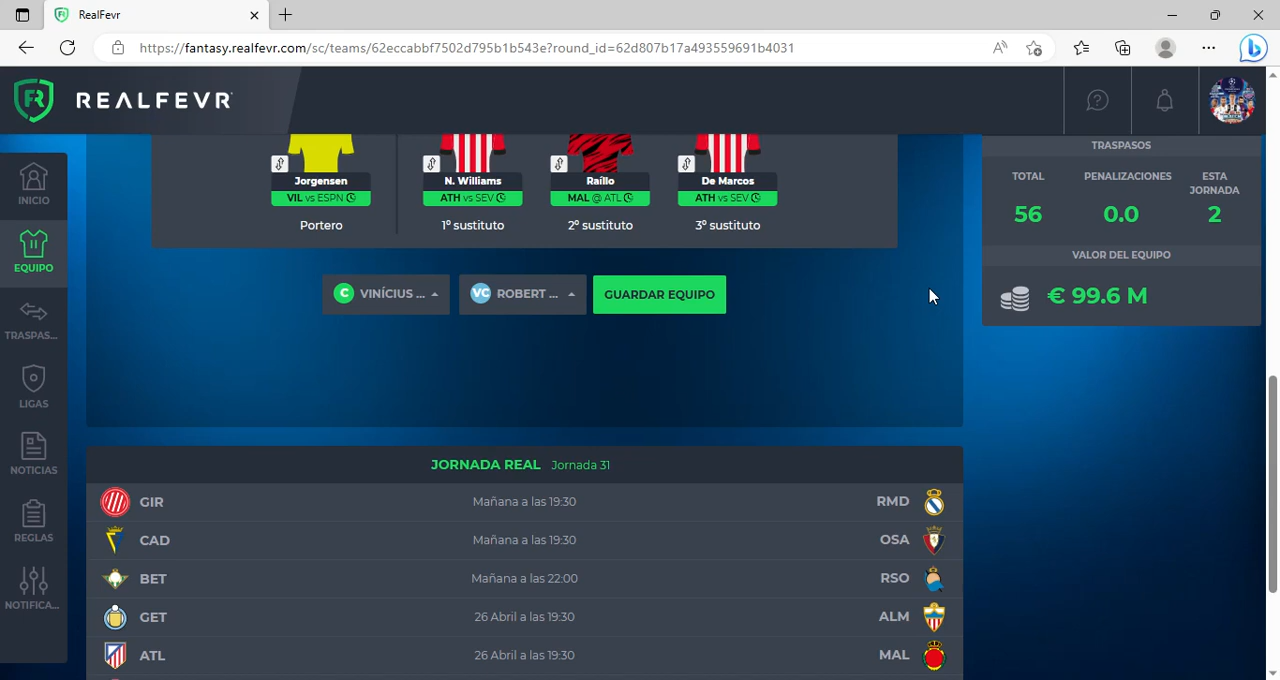 RealFevr
https://fantasy.realfevr.com/sc/teams/62eccabbf7502d795b1b543e?round_id=62d807b17a493559691b4031
REALFEVR
INICIO
EQUIPO
TRASPAS...
LIGAS
NOTICIAS
REGLAS
NOTIFICA...
Jorgensen
VIL vs ESPN
Portero
N. Williams
ATH vs SEV
1º sustituto
Raíllo
MAL @ ATL
2º sustituto
De Marcos
ATH vs SEV
3º sustituto
C VINÍCIUS ...
VC ROBERT ...
GUARDAR EQUIPO
TRASPASOS
TOTAL PENALIZACIONES ESTA JORNADA
56 0.0 2
VALOR DEL EQUIPO
€ 99.6 M
JORNADA REAL Jornada 31
GIR Mañana a las 19:30 RMD
CAD Mañana a las 19:30 OSA
BET Mañana a las 22:00 RSO
GET 26 Abril a las 19:30 ALM
ATL 26 Abril a las 19:30 MAL